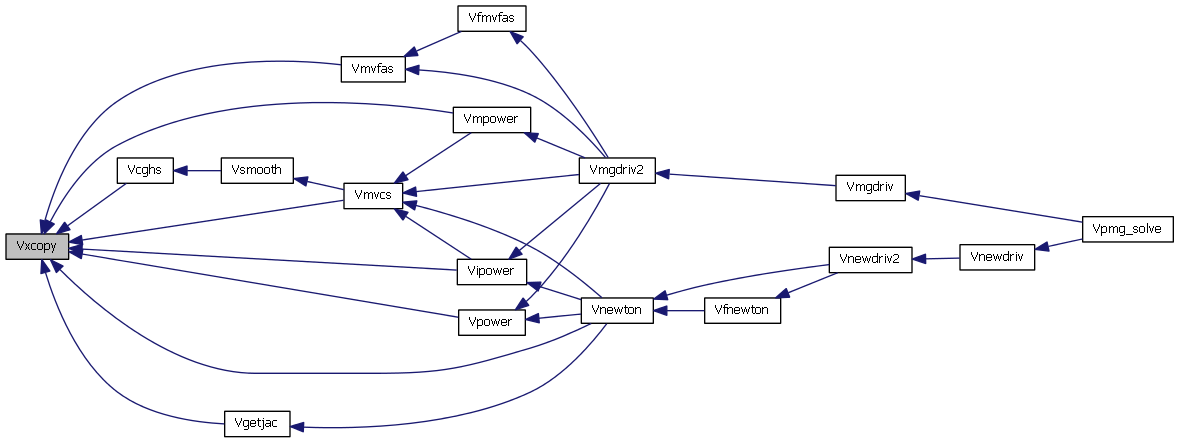 Vfmvfas
Vmvfas
Vmpower
Vcghs
Vsmooth
Vmgdriv2
Vmvcs
Vmgdriv
Vpmg_solve
Vxcopy
Vipower
Vnewdriv2
Vnewdriv
Vpower
Vnewton
Vfnewton
Vgetjac